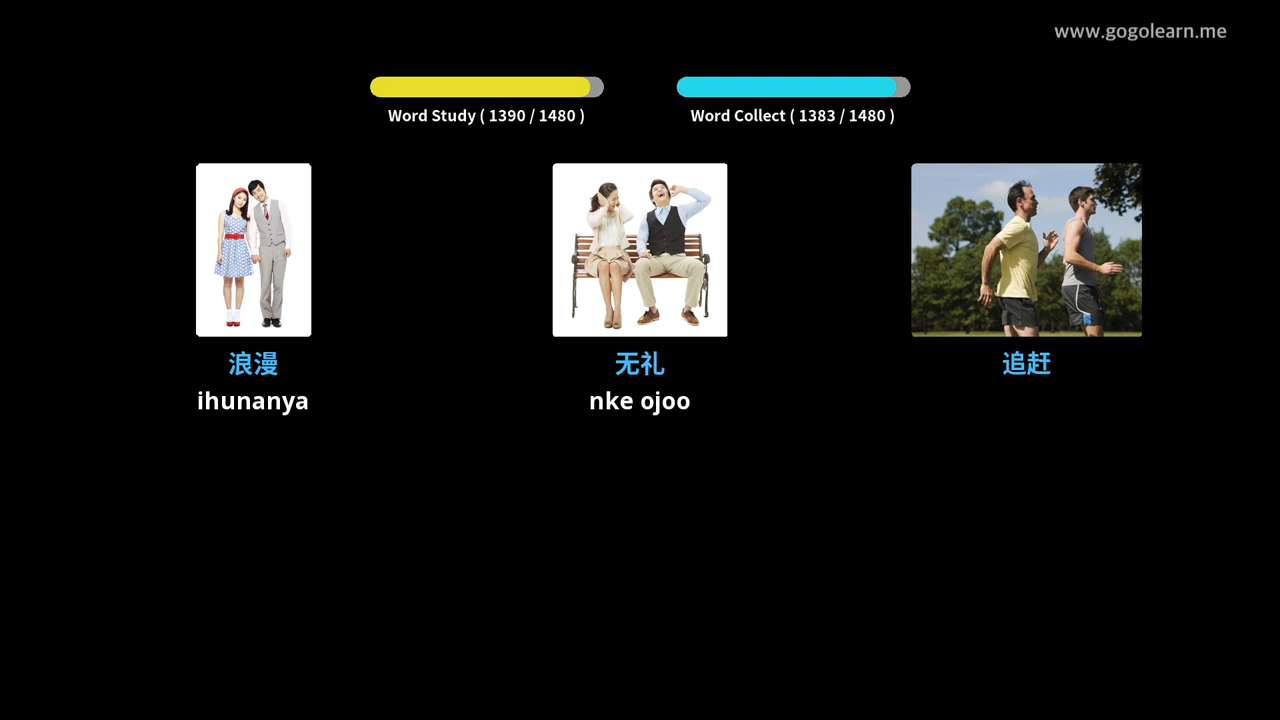 www.gogolearn.me
Word Study ( 1390 / 1480 )
Word Collect ( 1383 / 1480 )
浪漫
无礼
追赶
ihunanya
nke ojoo